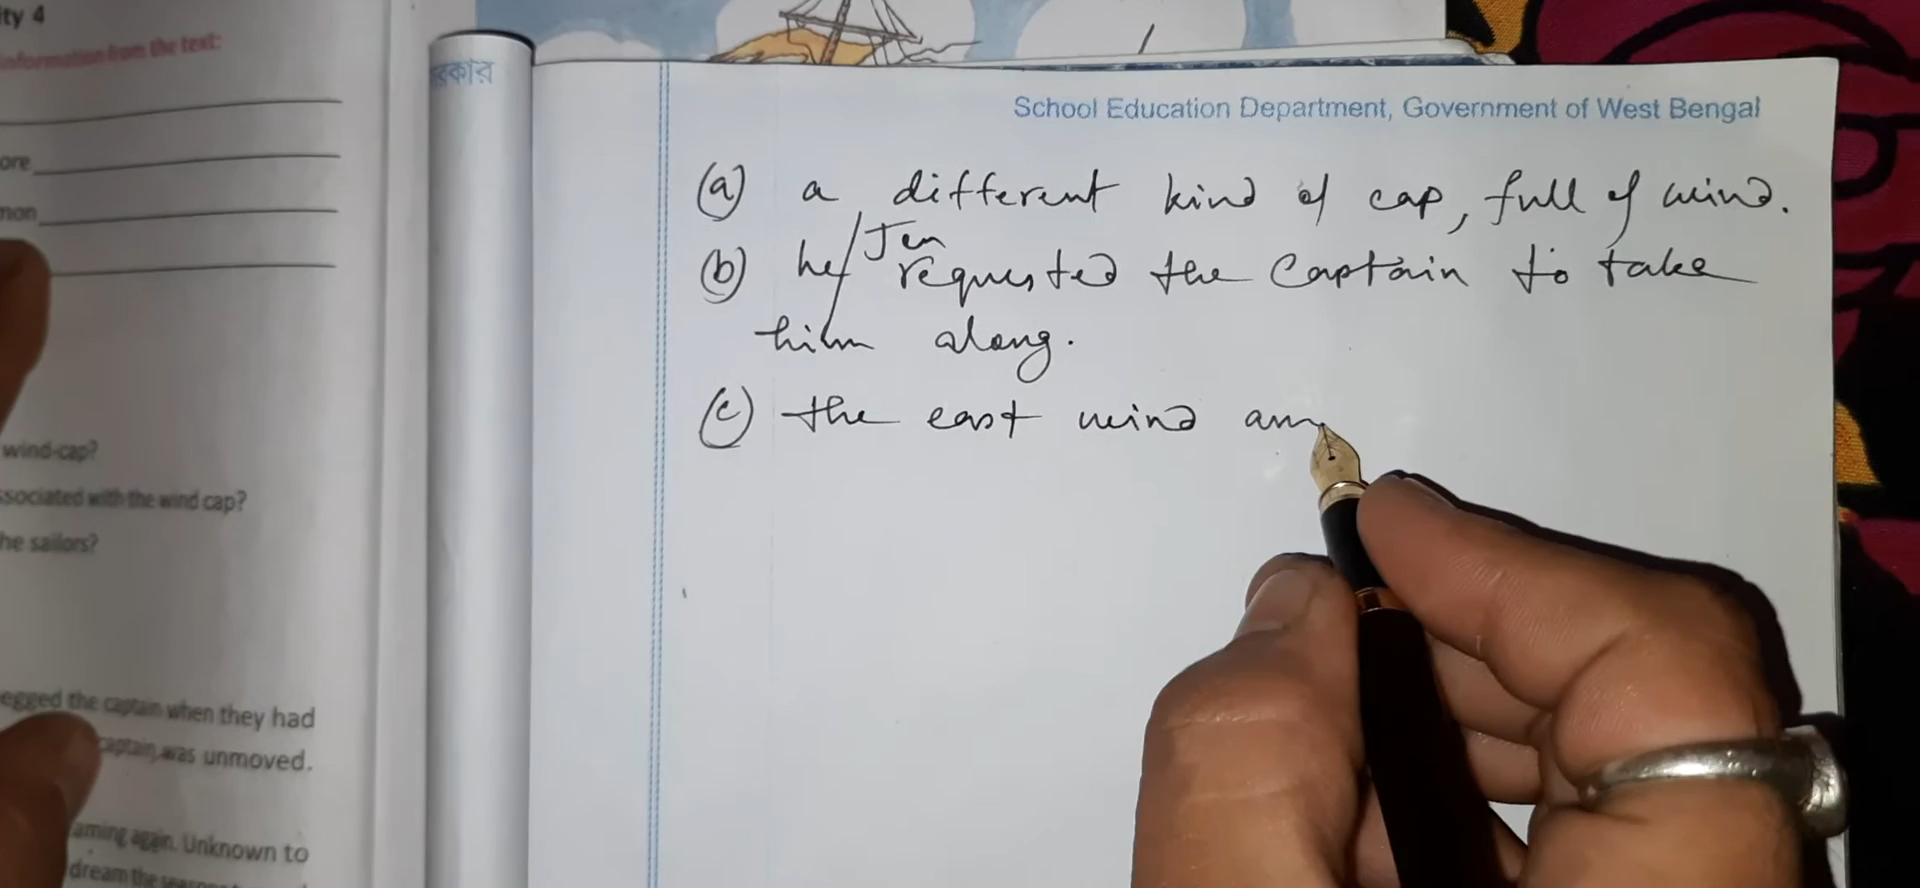 ity 4
information from the text:
ore
mon
wind-cap?
ssociated with the wind cap?
he sailors?
egged the captain when they had
captain, was unmoved.
aming again. Unknown to
dream the
রকার
School Education Department, Government of West Bengal
(a) a different kind of cap, full of wind.
(b) he/Jen requested the Captain to take
him along.
(c) the east wind am